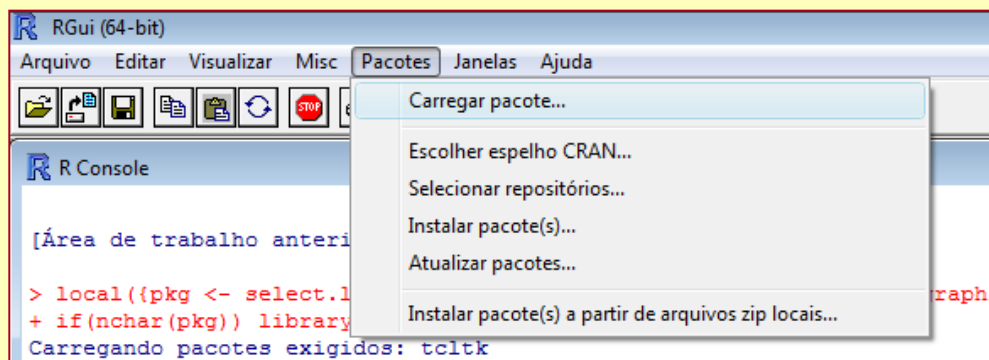 RGui (64-bit)
Arquivo Editar Visualizar Misc Pacotes Janelas Ajuda
STOP
Carregar pacote...
Escolher espelho CRAN...
Selecionar repositórios...
Instalar pacote(s)...
Atualizar pacotes...
Instalar pacote(s) a partir de arquivos zip locais...
R Console
[Área de trabalho anteri
> local({pkg <- select.l raph
+ if(nchar(pkg)) library
Carregando pacotes exigidos: tcltk